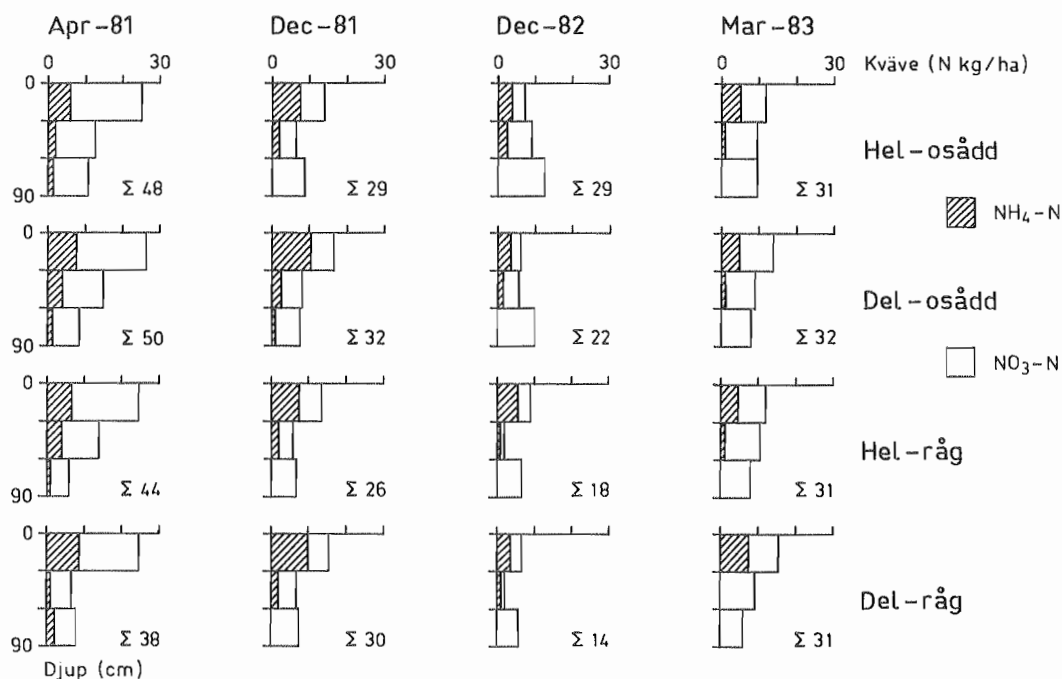 Apr-81 Dec-81 Dec-82 Mar-83
0 30 0 30 0 30 0 30 Kväve (N kg/ha)
0
Hel-osådd
90 Σ 48 Σ 29 Σ 29 Σ 31
NH₄-N
0
Del-osådd
90 Σ 50 Σ 32 Σ 22 Σ 32
NO₃-N
0
Hel-råg
90 Σ 44 Σ 26 Σ 18 Σ 31
0
Del-råg
90 Σ 38 Σ 30 Σ 14 Σ 31
Djup (cm)